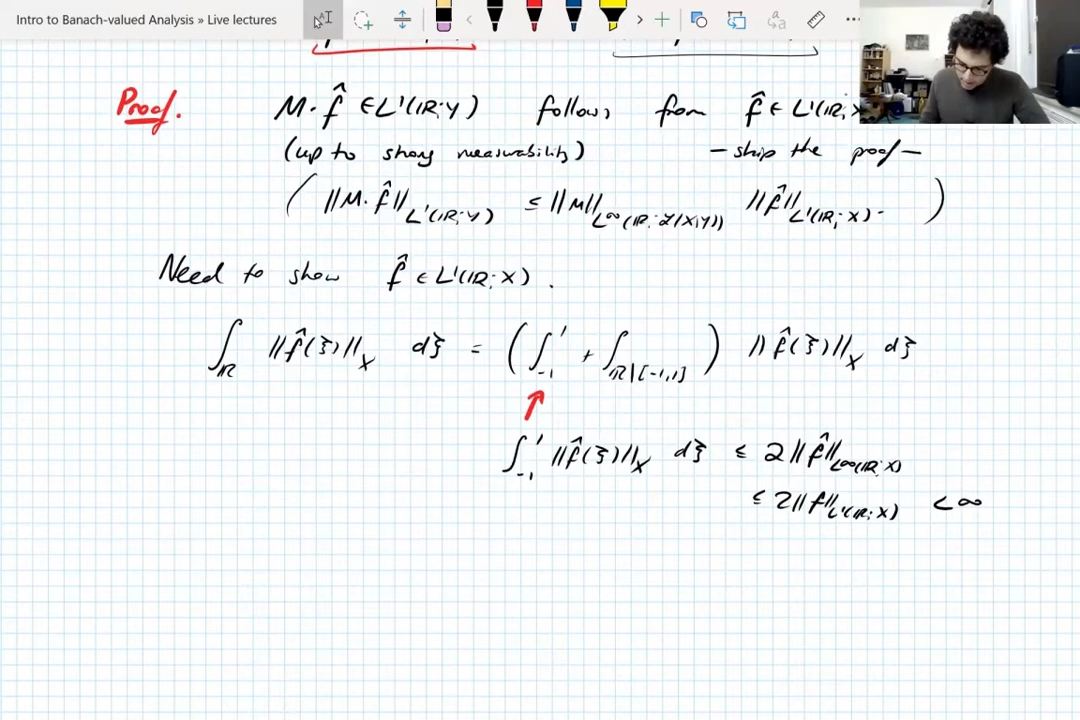 Intro to Banach-valued Analysis » Live lectures
Proof. M·f̂ ∈ L¹(ℝ;Y) follows from f̂ ∈ L¹(ℝ;X
(up to strong measurability) – skip the proof –
( ‖M·f̂‖_{L¹(ℝ;Y)} ≤ ‖M‖_{L^∞(ℝ;ℒ(X,Y))} ‖f̂‖_{L¹(ℝ;X)}. )
Need to show f̂ ∈ L¹(ℝ;X).
∫_ℝ ‖f̂(ξ)‖_X dξ = ( ∫_{-1}^1 + ∫_{ℝ\[-1,1]} ) ‖f̂(ξ)‖_X dξ
∫_{-1}^1 ‖f̂(ξ)‖_X dξ ≤ 2‖f̂‖_{L^∞(ℝ;X)}
≤ 2‖f‖_{L¹(ℝ;X)} < ∞